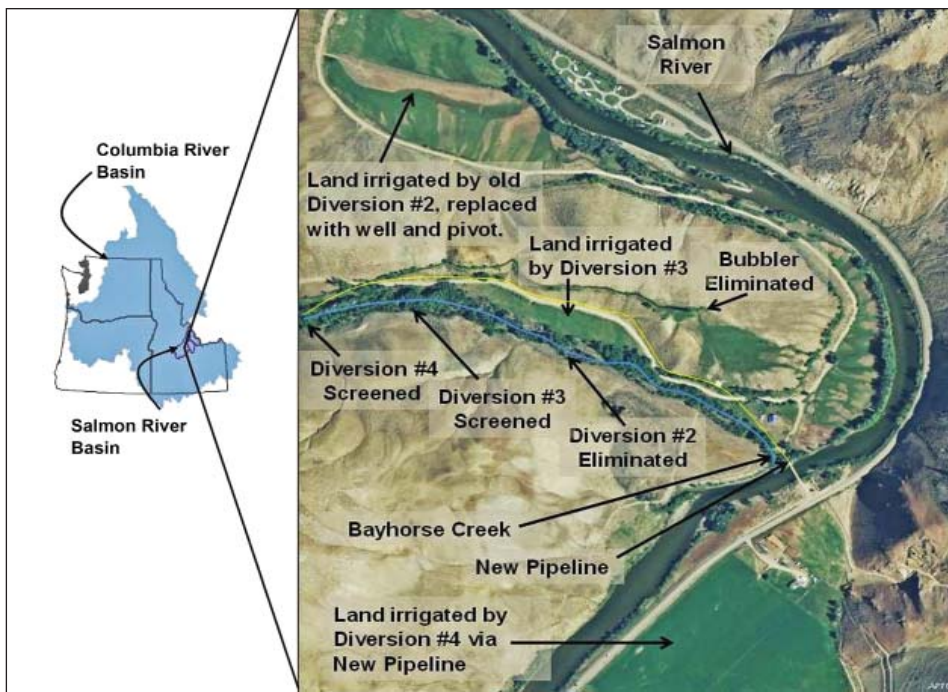 Columbia River
Basin
Salmon River
Basin
Salmon
River
Land irrigated by old
Diversion #2, replaced
with well and pivot.
Land irrigated
by Diversion #3
Bubbler
Eliminated
Diversion #4
Screened
Diversion #3
Screened
Diversion #2
Eliminated
Bayhorse Creek
New Pipeline
Land irrigated by
Diversion #4 via
New Pipeline